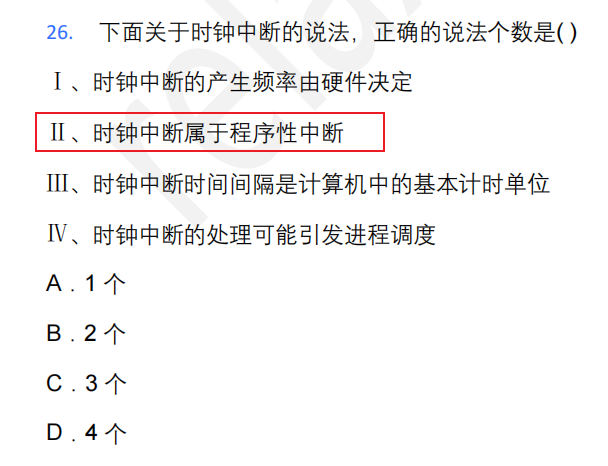 26. 下面关于时钟中断的说法，正确的说法个数是( )
Ⅰ、时钟中断的产生频率由硬件决定
Ⅱ、时钟中断属于程序性中断
Ⅲ、时钟中断时间间隔是计算机中的基本计时单位
Ⅳ、时钟中断的处理可能引发进程调度
A．1 个
B．2 个
C．3 个
D．4 个